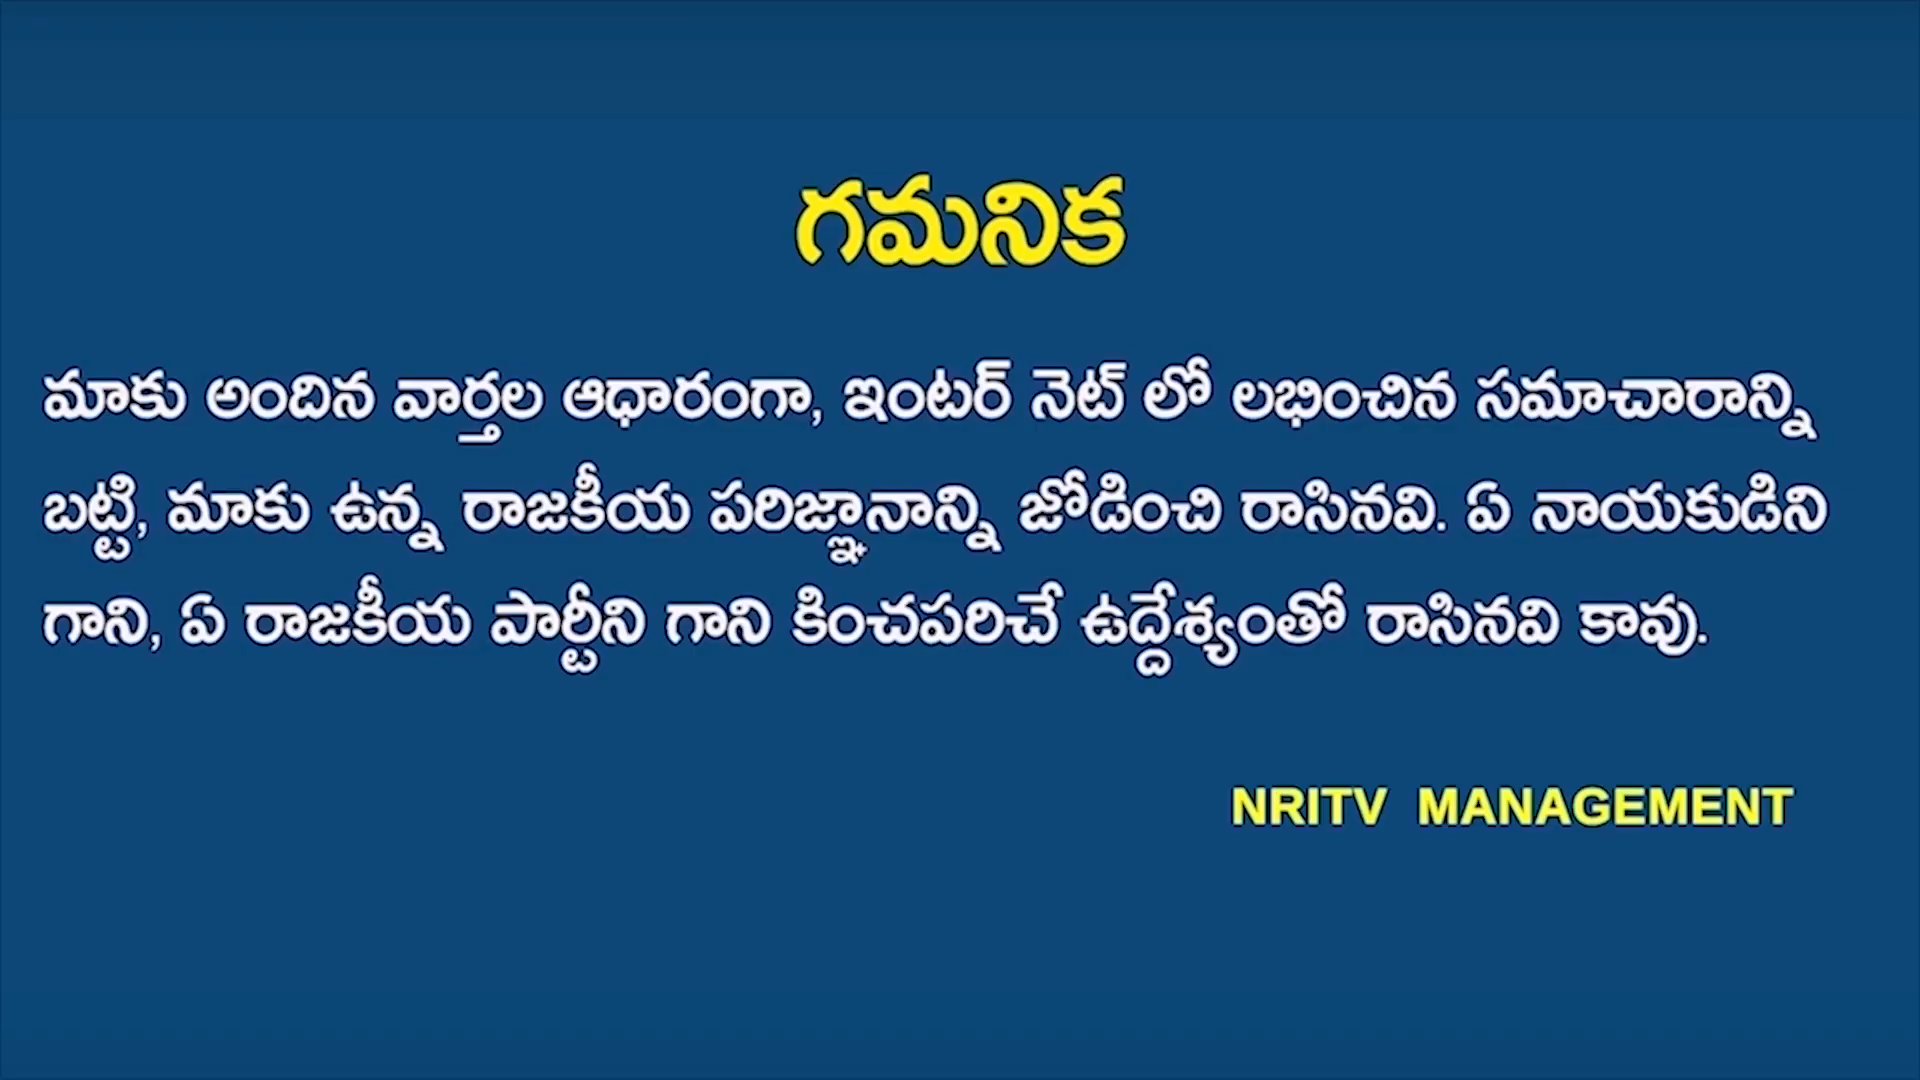 గమనిక
మాకు అందిన వార్తల ఆధారంగా, ఇంటర్ నెట్ లో లభించిన సమాచారాన్ని
బట్టి, మాకు ఉన్న రాజకీయ పరిజ్ఞానాన్ని జోడించి రాసినవి. ఏ నాయకుడిని
గాని, ఏ రాజకీయ పార్టీని గాని కించపరిచే ఉద్దేశ్యంతో రాసినవి కావు.
NRITV MANAGEMENT